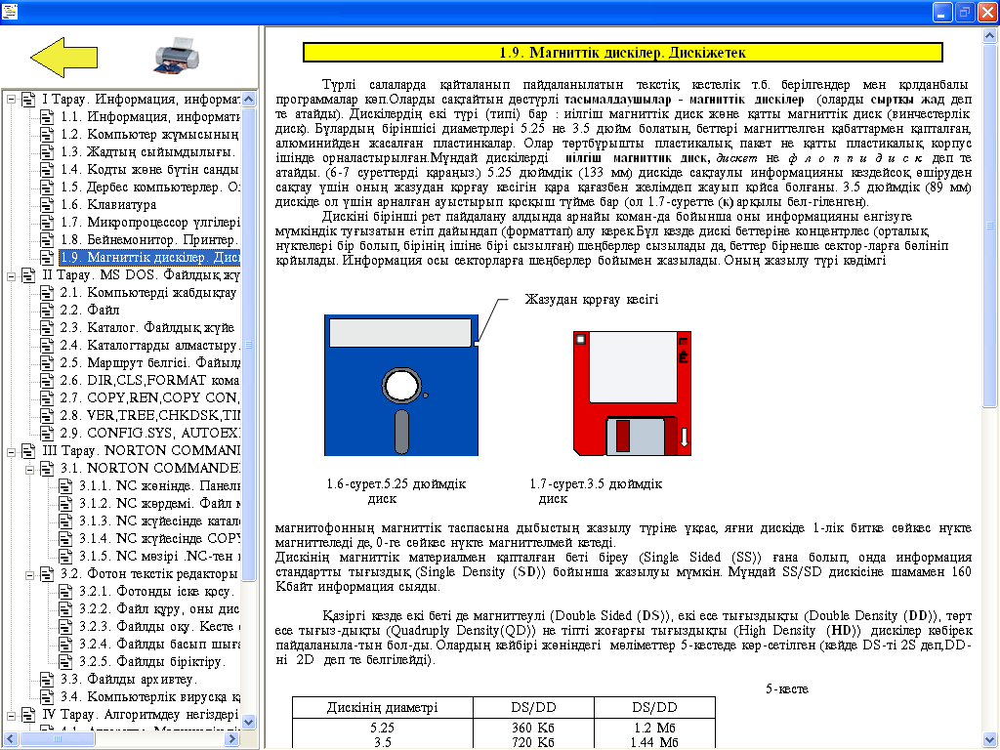 І Тарау. Информация, информат
1.1. Информация, информати
1.2. Компьютер жұмысының
1.3. Жадтың сыйымдылығы.
1.4. Кодты және бүтін санды
1.5. Дербес компьютерлер. Ол
1.6. Клавиатура
1.7. Микропроцессор үлгілері
1.8. Бейнемонитор. Принтер.
1.9. Магниттік дискілер. Диск
ІІ Тарау. MS DOS. Файлдық жү
2.1. Компьютерді жабдықтау
2.2. Файл
2.3. Каталог. Файлдық жүйе
2.4. Каталогтарды алмастыру.
2.5. Маршрут белгісі. Файылд
2.6. DIR,CLS,FORMAT кома
2.7. COPY,REN,COPY CON,
2.8. VER,TREE,CHKDSK,TIM
2.9. CONFIG.SYS, AUTOEX
ІІІ Тарау. NORTON COMMANI
3.1. NORTON COMMANDE
3.1.1. NC жөнінде. Панель
3.1.2. NC жәрдемі. Файл м
3.1.3. NC жүйесінде катало
3.1.4. NC жүйесінде COPY
3.1.5. NC мәзірі .NC-тен
3.2. Фотон текстік редакторы
3.2.1. Фотонды іске қосу.
3.2.2. Файл құру, оны дис
3.2.3. Файлды оқу. Кесте
3.2.4. Файлды басып шыға
3.2.5. Файлды біріктіру.
3.3. Файлды архивтеу.
3.4. Компьютерлік вирусқа қ
IV Тарау. Алгоритмдеу негіздері
1.9. Магниттік дискілер. Дискіжетек
Түрлі салаларда қайталанып пайдаланылатын текстік, кестелік т.б. берілгендер мен қолданбалы
программалар көп.Оларды сақтайтын дәстүрлі тасымалдаушылар - магниттік дискілер (оларды сыртқы жад деп
те атайды). Дискілердің екі түрі (типі) бар : иілгіш магниттік диск және қатты магниттік диск (винчестерлік
диск). Бұлардың біріншісі диаметрлері 5.25 не 3.5 дюйм болатын, беттері магниттелген қабаттармен қапталған,
алюминийден жасалған пластинкалар. Олар төртбұрышты пластикалық пакет не қатты пластикалық корпус
ішінде орналастырылған.Мұндай дискілерді иілгіш магниттік диск, дискет не флоппи диск деп те
атайды. (6-7 суреттерді қараңыз.) 5.25 дюймдік (133 мм) дискіде сақтаулы информацияны кездейсоқ өшіруден
сақтау үшін оның жазудан қорғау кесігін қара қағазбен желімдеп жауып қойса болғаны. 3.5 дюймдік (89 мм)
дискіде ол үшін арналған ауыстырып қосқыш түйме бар (ол 1.7-суретте (к) арқылы бел-гіленген).
Дискіні бірінші рет пайдалану алдында арнайы коман-да бойынша оны информацияны енгізуге
мүмкіндік туғызатын етіп дайындап (форматтап) алу керек.Бұл кезде дискі беттеріне концентрлес (орталық
нүктелері бір болып, бірінің ішіне бірі сызылған) шеңберлер сызылады да, беттер бірнеше сектор-ларға бөлініп
қойылады. Информация осы секторларға шеңберлер бойымен жазылады. Оның жазылу түрі кәдімгі
Жазудан қорғау кесігі
1.6-сурет.5.25 дюймдік
диск
1.7-сурет.3.5 дюймдік
диск
магнитофонның магниттік таспасына дыбыстың жазылу түріне ұқсас, яғни дискіде 1-лік битке сәйкес нүкте
магниттеледі де, 0-ге сәйкес нүкте магниттелмей кетеді.
Дискінің магниттік материалмен қапталған беті біреу (Single Sided (SS)) ғана болып, онда информация
стандартты тығыздық (Single Density (SD)) бойынша жазылуы мүмкін. Мұндай SS/SD дискісіне шамамен 160
Кбайт информация сыяды.
Қазіргі кезде екі беті де магниттеулі (Double Sided (DS)), екі есе тығыздықты (Double Density (DD)), төрт
есе тығыз-дықты (Quadruply Density(QD)) не тіпті жоғарғы тығыздықты (High Density (HD)) дискілер көбірек
пайдаланыла-тын бол-ды. Олардың кейбірі жөніндегі мәліметтер 5-кестеде көр-сетілген (кейде DS-ті 2S деп,DD-
ні 2D деп те белгілейді).
5-кесте
Дискінің диаметрі DS/DD DS/DD
5.25 360 Кб 1.2 Мб
3.5 720 Кб 1.44 Мб